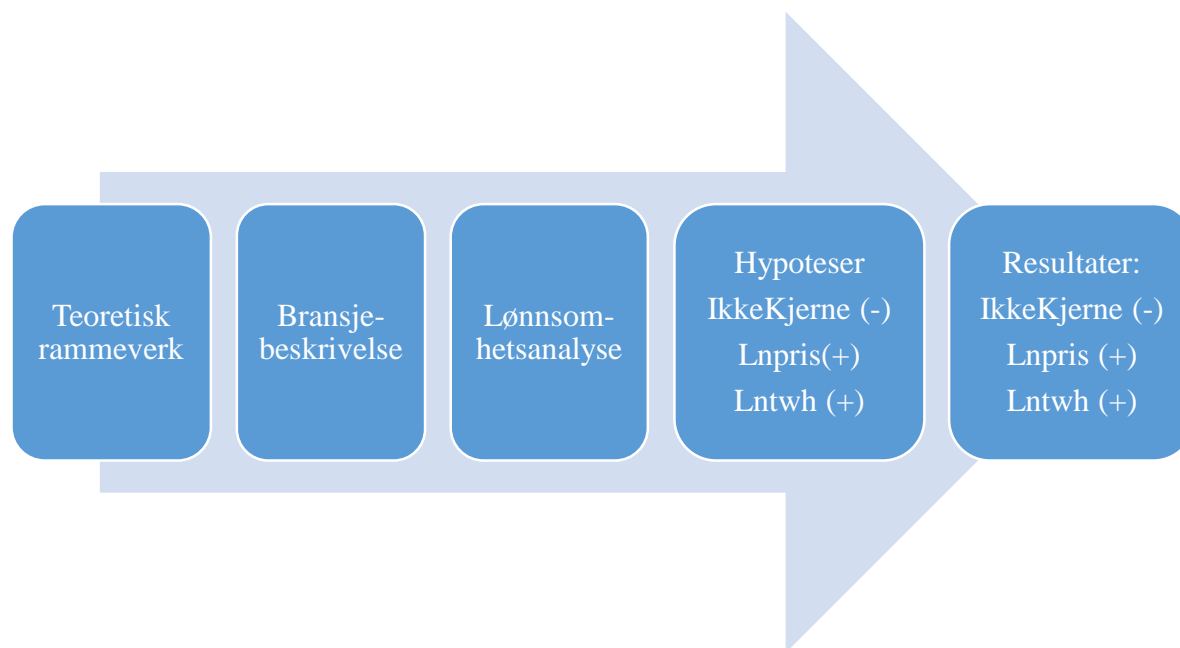 Teoretisk
rammeverk
Bransje-
beskrivelse
Lønnsom-
hetsanalyse
Hypoteser
IkkeKjerne (-)
Lnpris(+)
Lntwh (+)
Resultater:
IkkeKjerne (-)
Lnpris (+)
Lntwh (+)